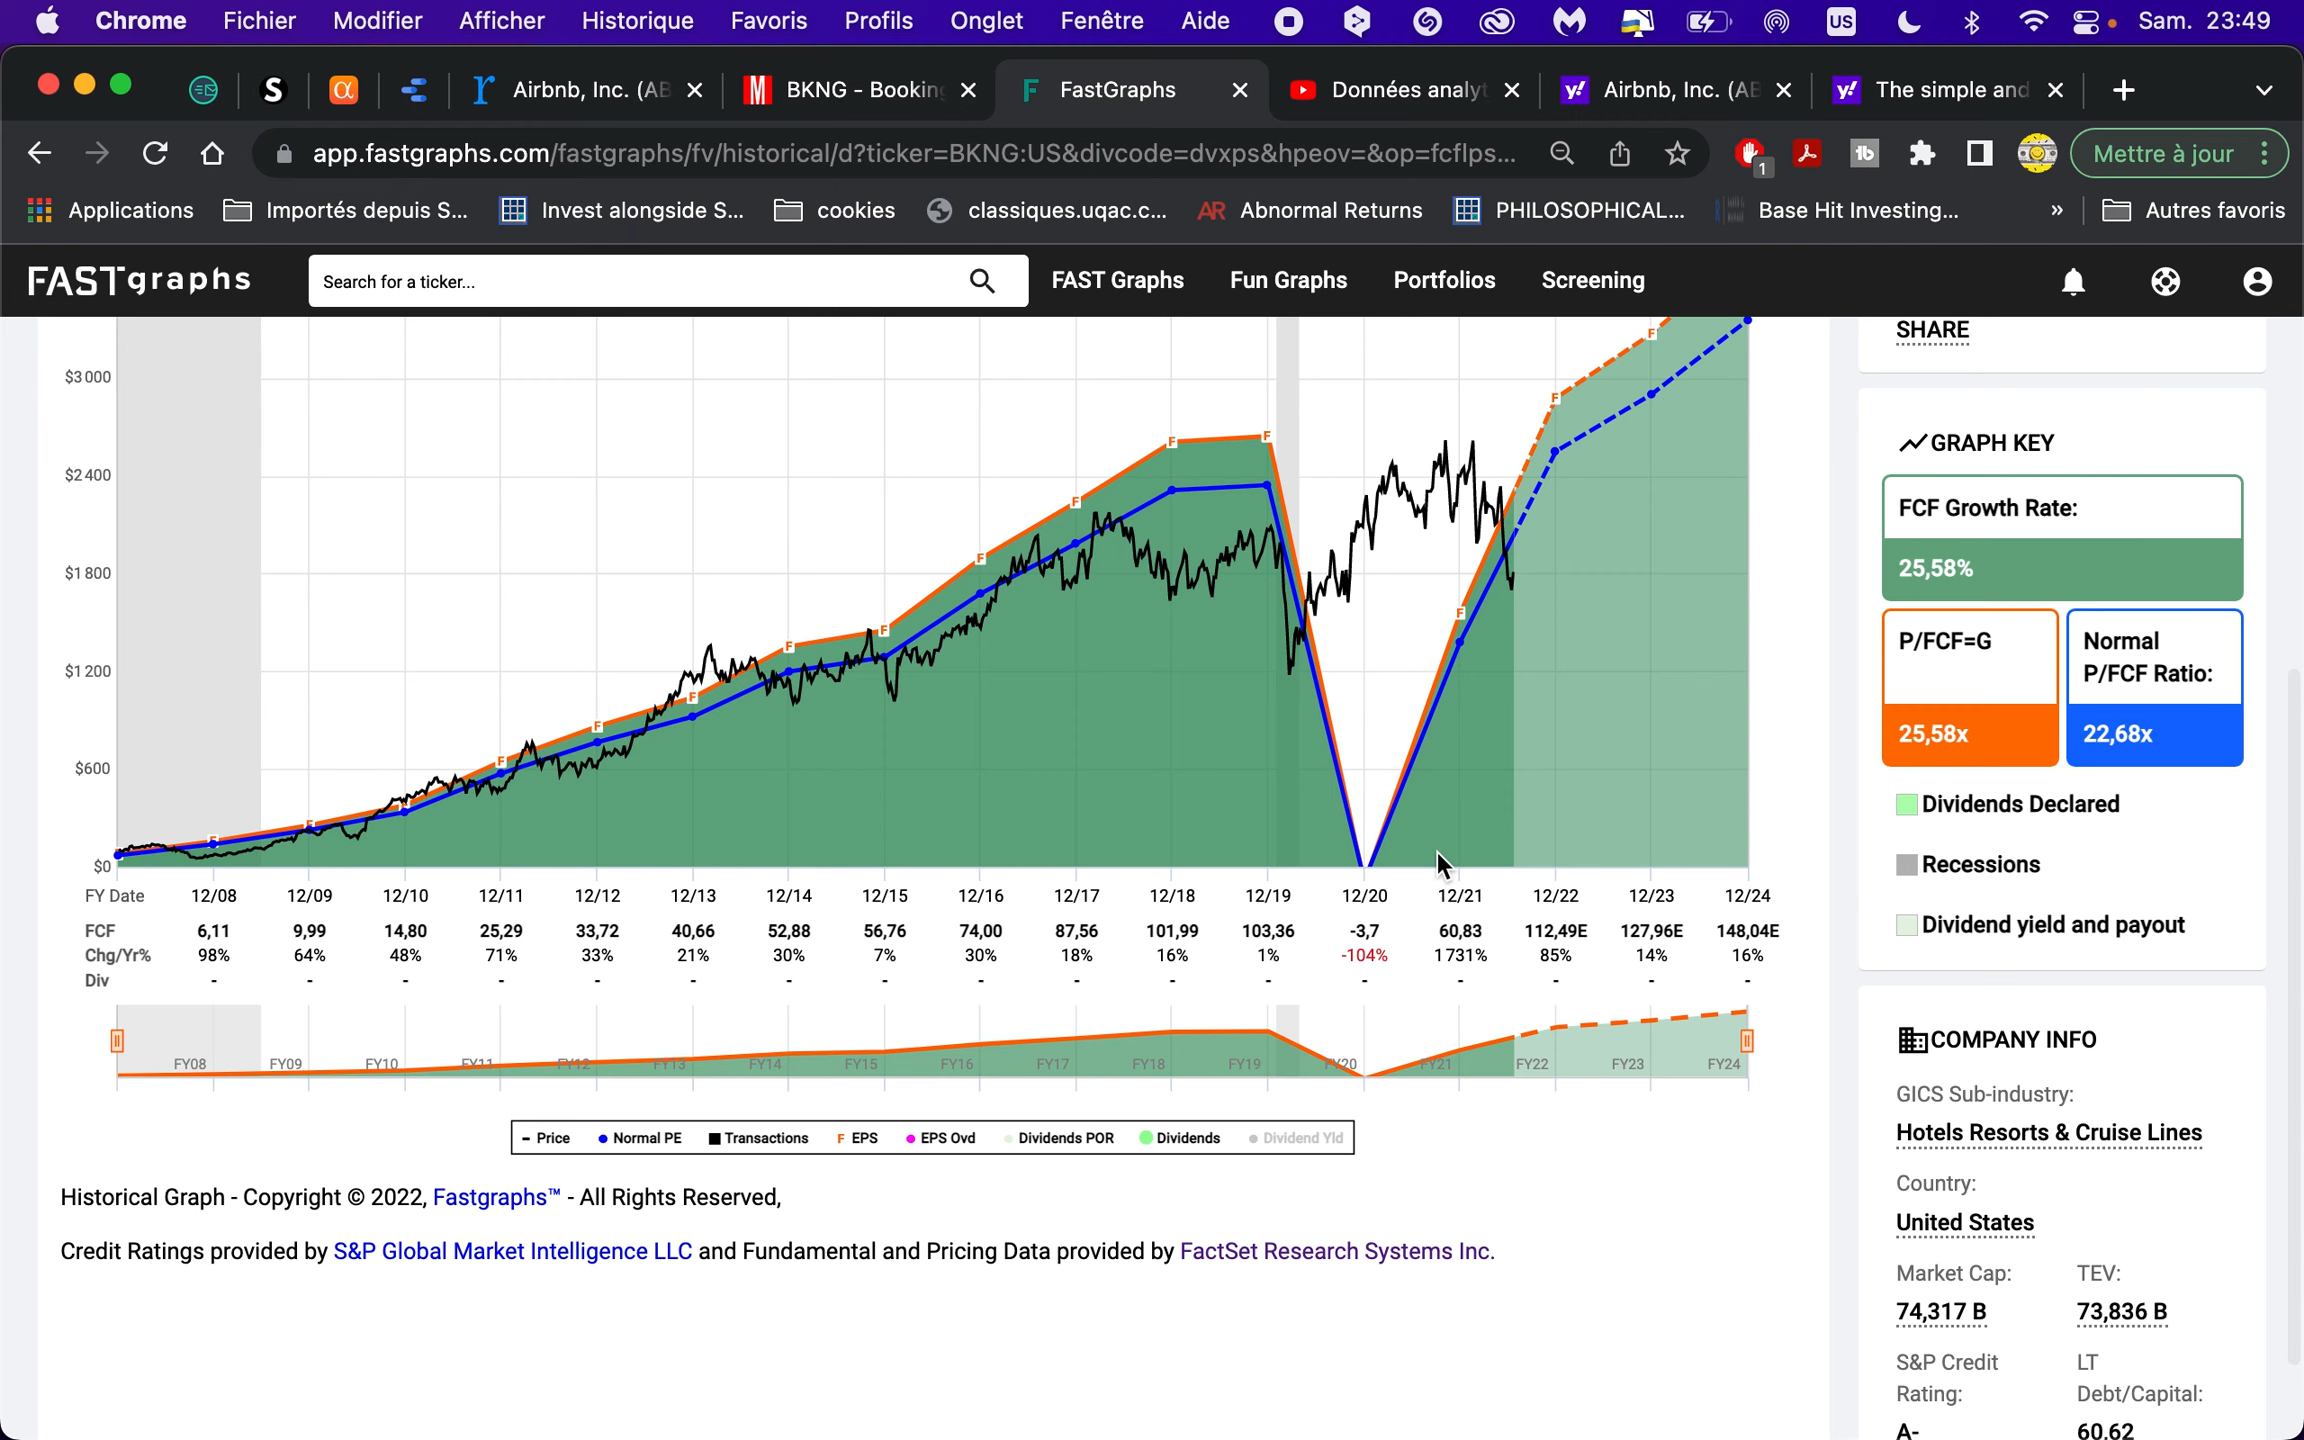 Chrome Fichier Modifier Afficher Historique Favoris Profils Onglet Fenêtre Aide US Sam. 23:49
Airbnb, Inc. (AB BKNG - Booking FastGraphs Données analyt Airbnb, Inc. (AB The simple and
app.fastgraphs.com/fastgraphs/fv/historical/d?ticker=BKNG:US&divcode=dvxps&hpeov=&op=fcflps... 1 Mettre à jour
Applications Importés depuis S... Invest alongside S... cookies classiques.uqac.c... AR Abnormal Returns PHILOSOPHICAL... Base Hit Investing... » Autres favoris
FASTgraphs Search for a ticker... FAST Graphs Fun Graphs Portfolios Screening
SHARE
$3 000
$2400
$1800
$1200
$600
$0
FY Date 12/08 12/09 12/10 12/11 12/12 12/13 12/14 12/15 12/16 12/17 12/18 12/19 12/20 12/21 12/22 12/23 12/24
FCF 6,11 9,99 14,80 25,29 33,72 40,66 52,88 56,76 74,00 87,56 101,99 103,36 -3,7 60,83 112,49E 127,96E 148,04E
Chg/Yr% 98% 64% 48% 71% 33% 21% 30% 7% 30% 18% 16% 1% -104% 1731% 85% 14% 16%
Div - - - - - - - - - - - - - - - - -
FY08 FY09 FY10 FY11 FY12 FY13 FY14 FY15 FY16 FY17 FY18 FY19 FY20 FY21 FY22 FY23 FY24
Price Normal PE Transactions F EPS EPS Ovd Dividends POR Dividends Dividend Yld
Historical Graph - Copyright © 2022, Fastgraphs™ - All Rights Reserved,
Credit Ratings provided by S&P Global Market Intelligence LLC and Fundamental and Pricing Data provided by FactSet Research Systems Inc.
GRAPH KEY
FCF Growth Rate:
25,58%
P/FCF=G
25,58x
Normal
P/FCF Ratio:
22,68x
Dividends Declared
Recessions
Dividend yield and payout
COMPANY INFO
GICS Sub-industry:
Hotels Resorts & Cruise Lines
Country:
United States
Market Cap: TEV:
74,317 B 73,836 B
S&P Credit LT
Rating: Debt/Capital:
A- 60.62